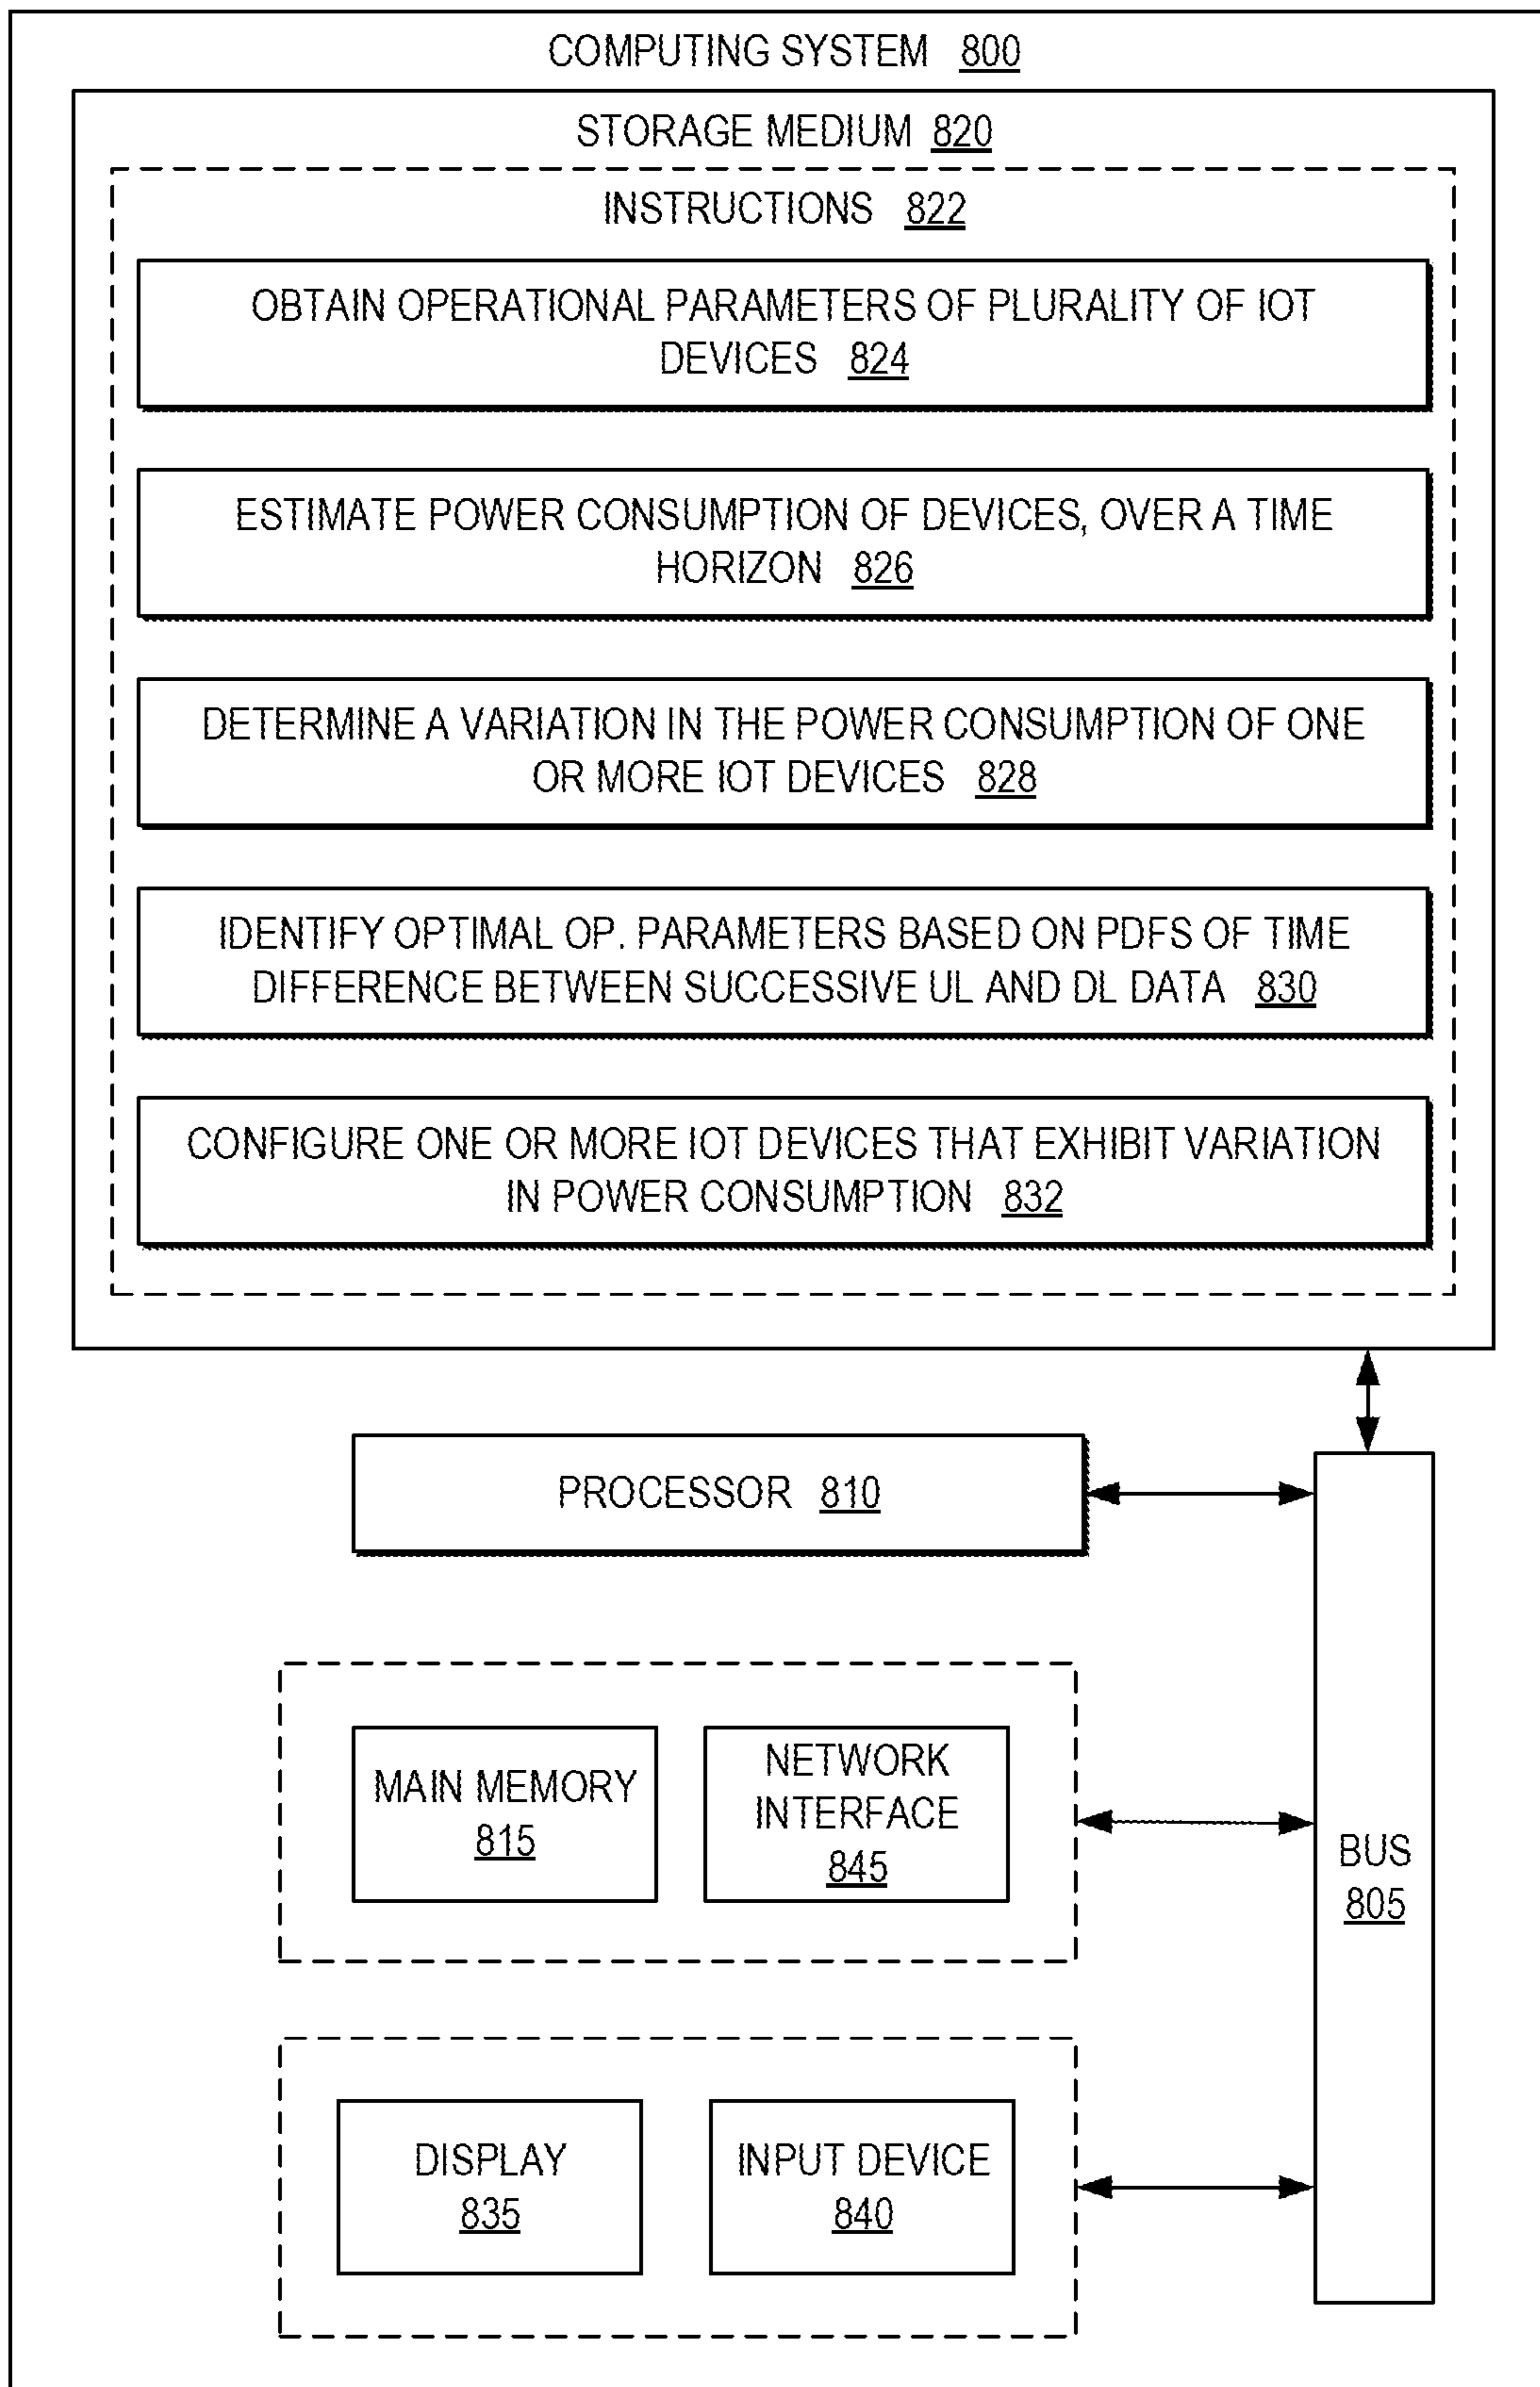 COMPUTING SYSTEM 800
STORAGE MEDIUM 820
INSTRUCTIONS 822
OBTAIN OPERATIONAL PARAMETERS OF PLURALITY OF IOT
DEVICES 824
ESTIMATE POWER CONSUMPTION OF DEVICES, OVER A TIME
HORIZON 826
DETERMINE A VARIATION IN THE POWER CONSUMPTION OF ONE
OR MORE IOT DEVICES 828
IDENTIFY OPTIMAL OP. PARAMETERS BASED ON PDFS OF TIME
DIFFERENCE BETWEEN SUCCESSIVE UL AND DL DATA 830
CONFIGURE ONE OR MORE IOT DEVICES THAT EXHIBIT VARIATION
IN POWER CONSUMPTION 832
PROCESSOR 810
MAIN MEMORY
815
NETWORK
INTERFACE
845
BUS
805
DISPLAY
835
INPUT DEVICE
840